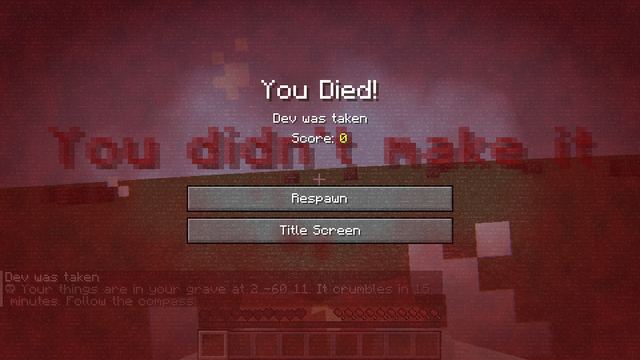 You Died!
Dev was taken
Score: 0
You didn't make it
Respawn
Title Screen
Dev was taken
Your things are in your grave at 2 -60 11. It crumbles in 15
minutes. Follow the compass.